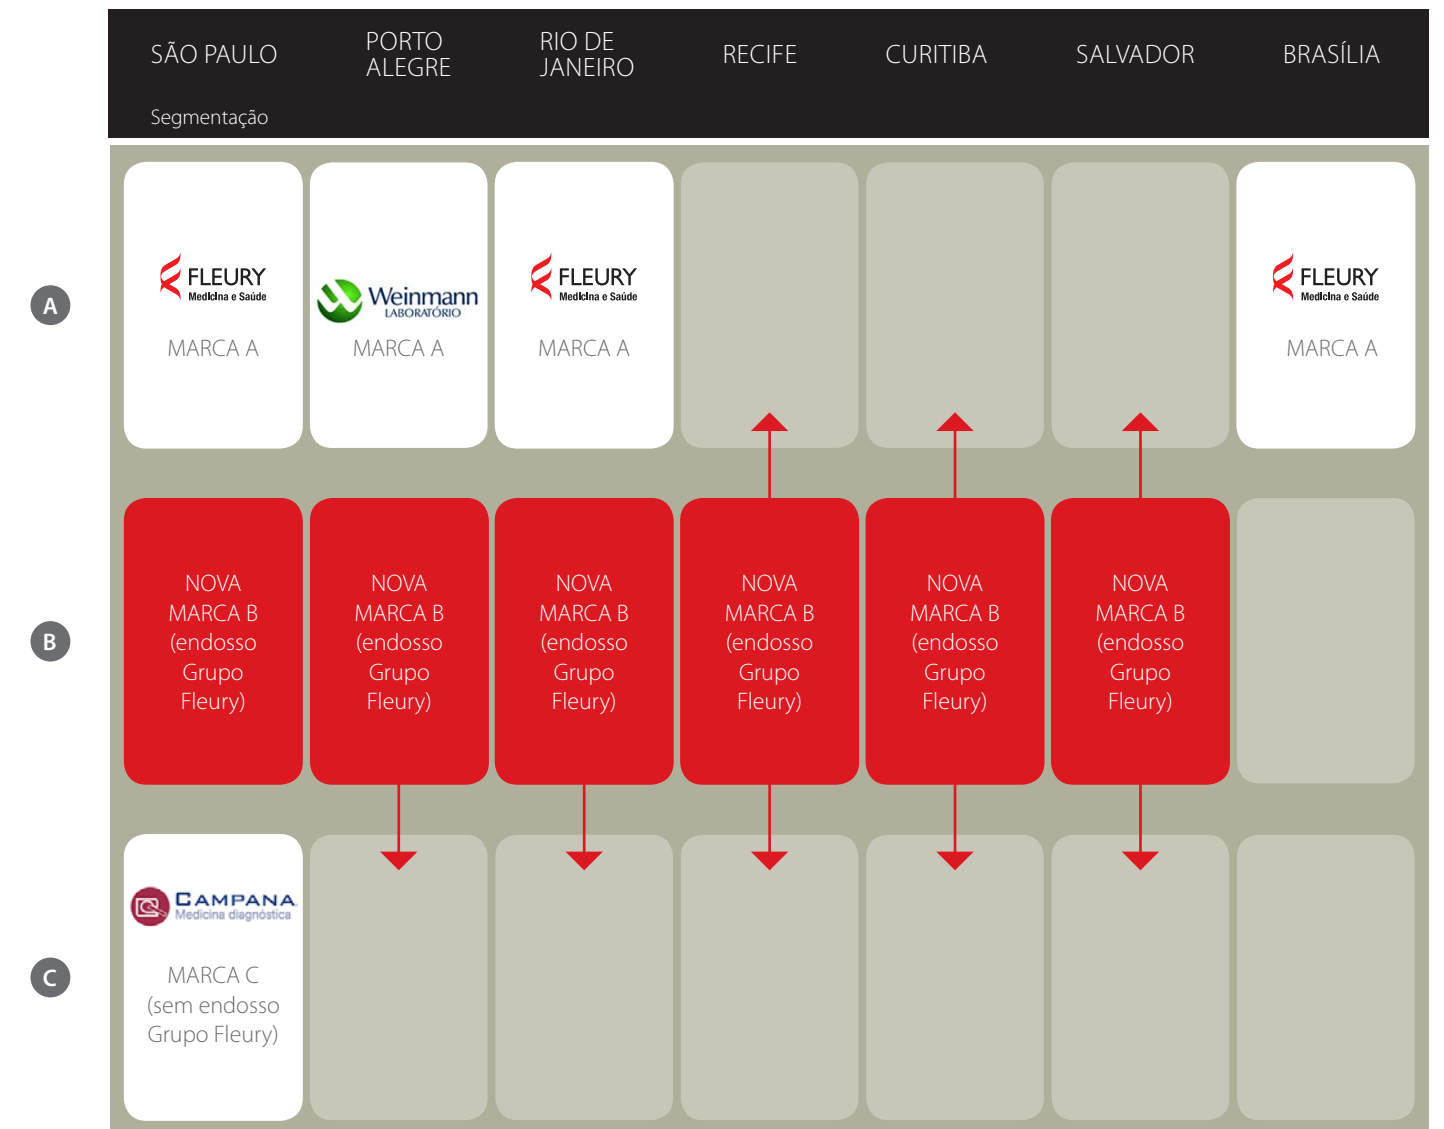 SÃO PAULO
PORTO
ALEGRE
RIO DE
JANEIRO
RECIFE
CURITIBA
SALVADOR
BRASÍLIA
Segmentação
A
FLEURY
Medicina e Saúde
MARCA A
Weinmann
LABORATÓRIO
MARCA A
FLEURY
Medicina e Saúde
MARCA A
FLEURY
Medicina e Saúde
MARCA A
B
NOVA
MARCA B
(endosso
Grupo
Fleury)
NOVA
MARCA B
(endosso
Grupo
Fleury)
NOVA
MARCA B
(endosso
Grupo
Fleury)
NOVA
MARCA B
(endosso
Grupo
Fleury)
NOVA
MARCA B
(endosso
Grupo
Fleury)
NOVA
MARCA B
(endosso
Grupo
Fleury)
C
CAMPANA
Medicina diagnóstica
MARCA C
(sem endosso
Grupo Fleury)